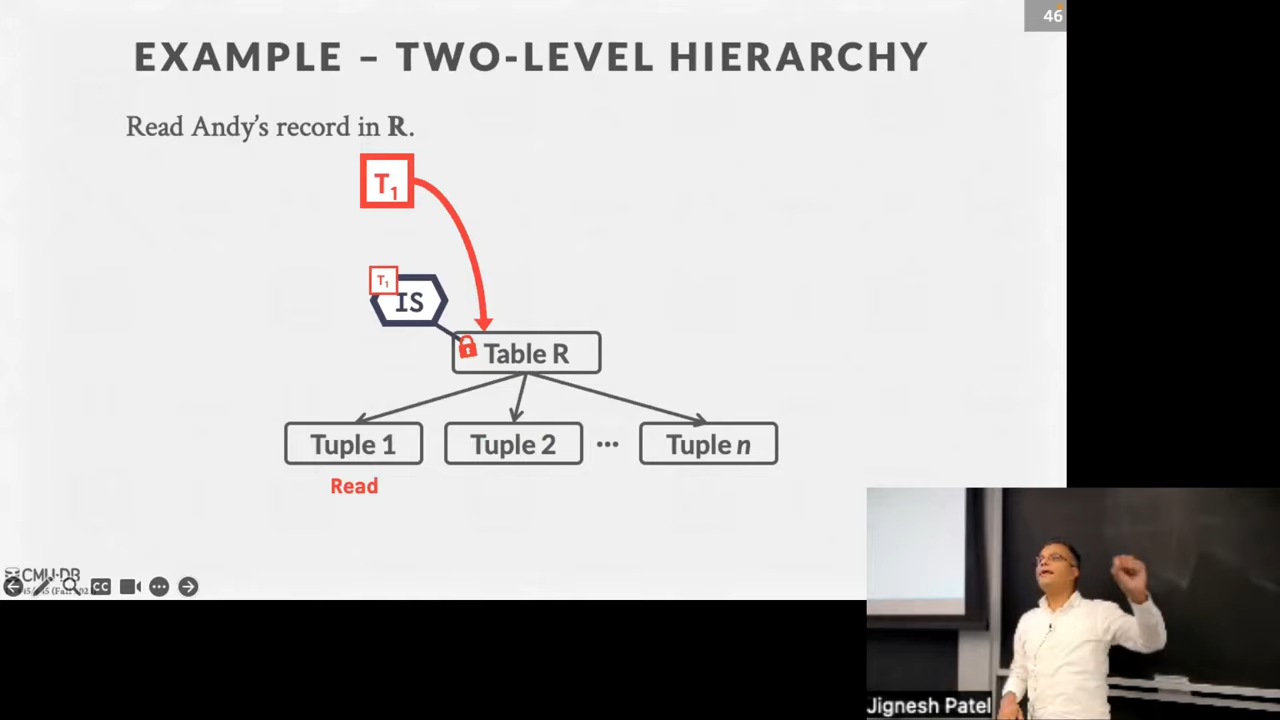 46
EXAMPLE – TWO-LEVEL HIERARCHY
Read Andy's record in R.
T1
T1
IS
Table R
Tuple 1
Tuple 2
...
Tuple n
Read
CMU·DB
CC
Jignesh Patel